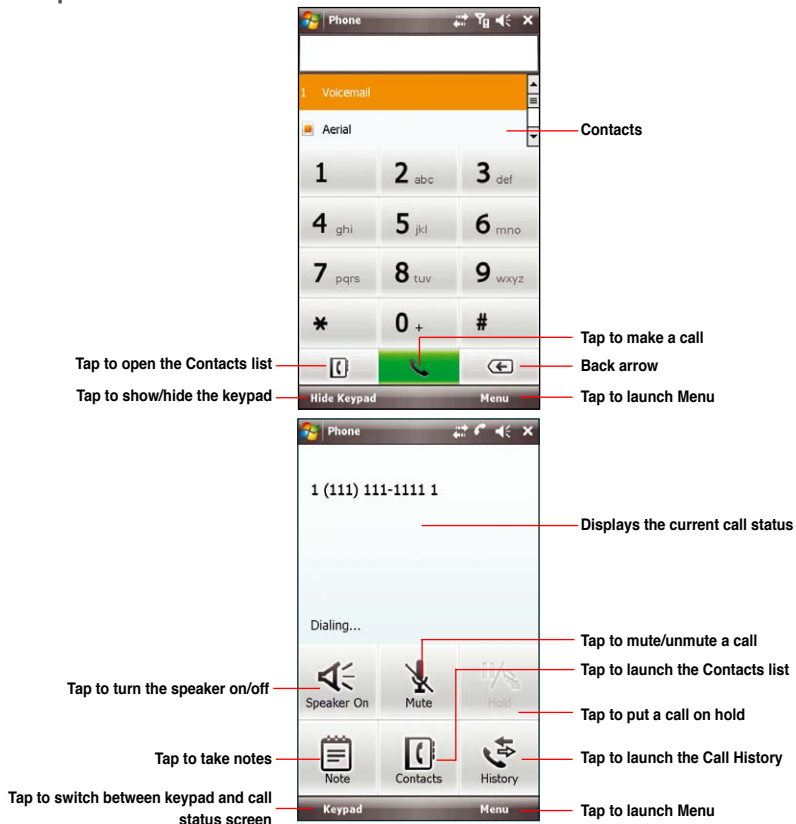 Phone
1 Voicemail
Aerial
Contacts
1 2 abc 3 def
4 ghi 5 jkl 6 mno
7 pqrs 8 tuv 9 wxyz
* 0 + #
Tap to make a call
Tap to open the Contacts list
Back arrow
Tap to show/hide the keypad
Hide Keypad Menu
Tap to launch Menu
Phone
1 (111) 111-1111 1
Displays the current call status
Dialing...
Tap to mute/unmute a call
Tap to launch the Contacts list
Tap to turn the speaker on/off
Speaker On Mute Hold
Tap to put a call on hold
Tap to take notes
Tap to launch the Call History
Note Contacts History
Tap to switch between keypad and call
status screen
Keypad Menu
Tap to launch Menu